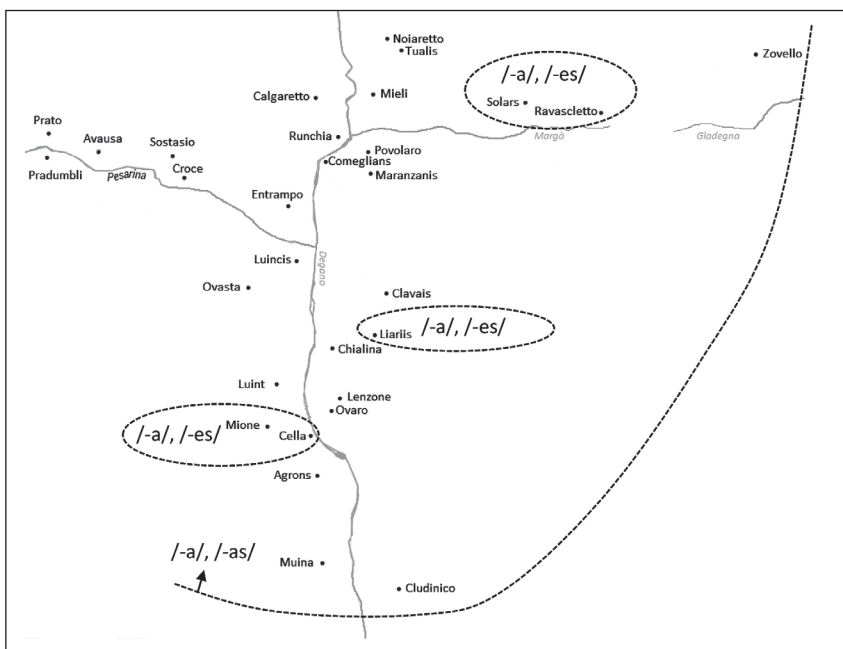 Noiaretto
Tualis
Zovello
/-a/, /-es/
Calgaretto
Mieli
Solars
Ravascletto
Prato
Avausa
Sostasio
Runchia
Margò
Gladegna
Povolaro
Comeglians
Pradumbli
Pesarina
Croce
Maranzanis
Entrampo
Degano
Luincis
Ovasta
Clavais
Liariis
/-a/, /-es/
Chialina
Luint
Lenzone
Ovaro
/-a/, /-es/
Mione
Cella
Agrons
/-a/, /-as/
Muina
Cludinico